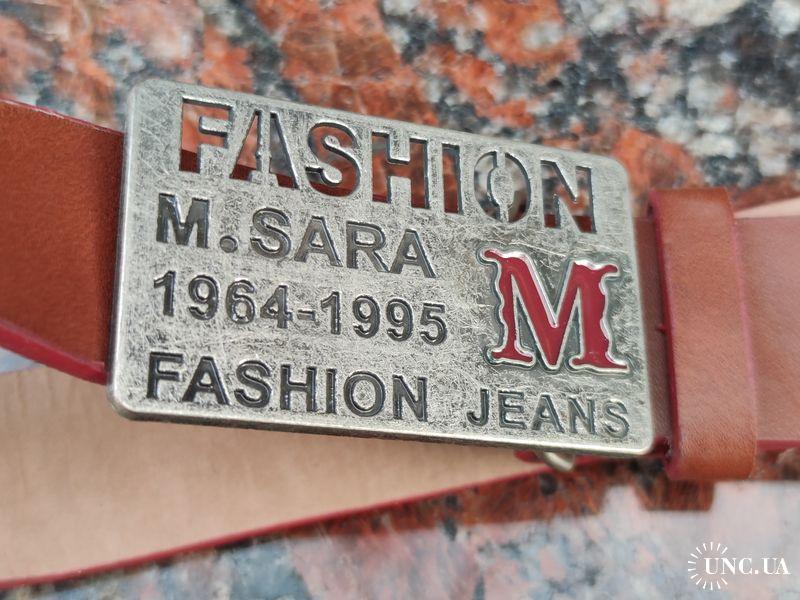 FASHION
M. SARA
1964-1995
M
FASHION JEANS
UNC.UA